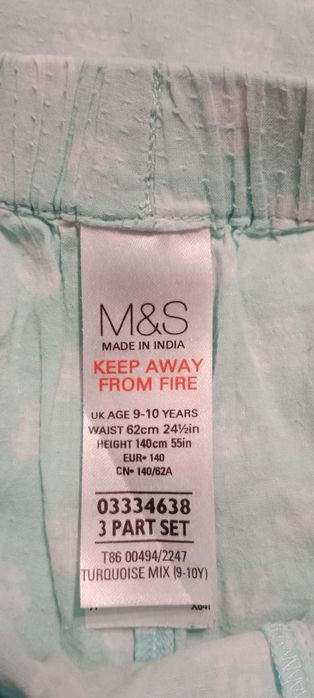 M&S
MADE IN INDIA
KEEP AWAY
FROM FIRE
UK AGE 9-10 YEARS
WAIST 62cm 24½in
HEIGHT 140cm 55in
EUR• 140
CN• 140/62A
03334638
3 PART SET
T86 00494/2247
TURQUOISE MIX (9-10Y)